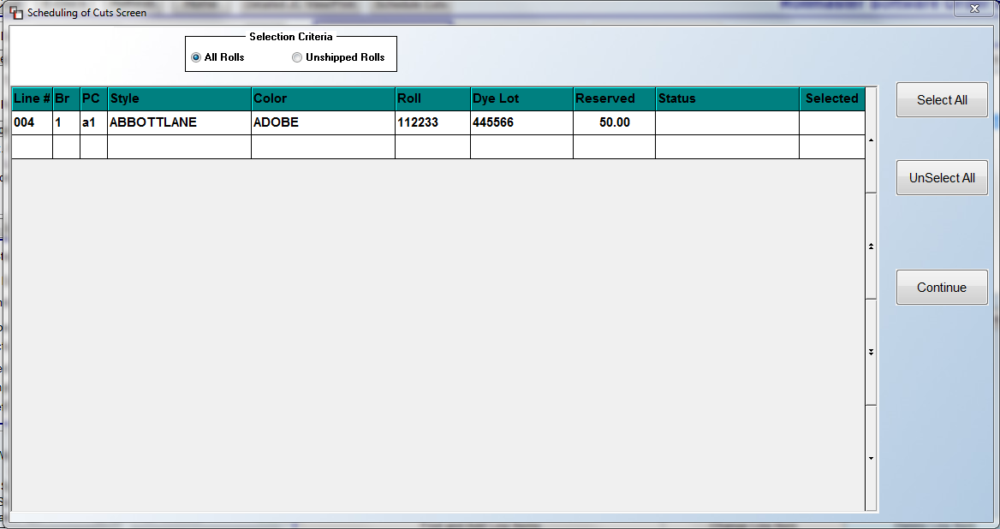 Scheduling of Cuts Screen
Selection Criteria
All Rolls Unshipped Rolls
Line # Br PC Style Color Roll Dye Lot Reserved Status Selected
004 1 a1 ABBOTTLANE ADOBE 112233 445566 50.00
Select All
UnSelect All
Continue